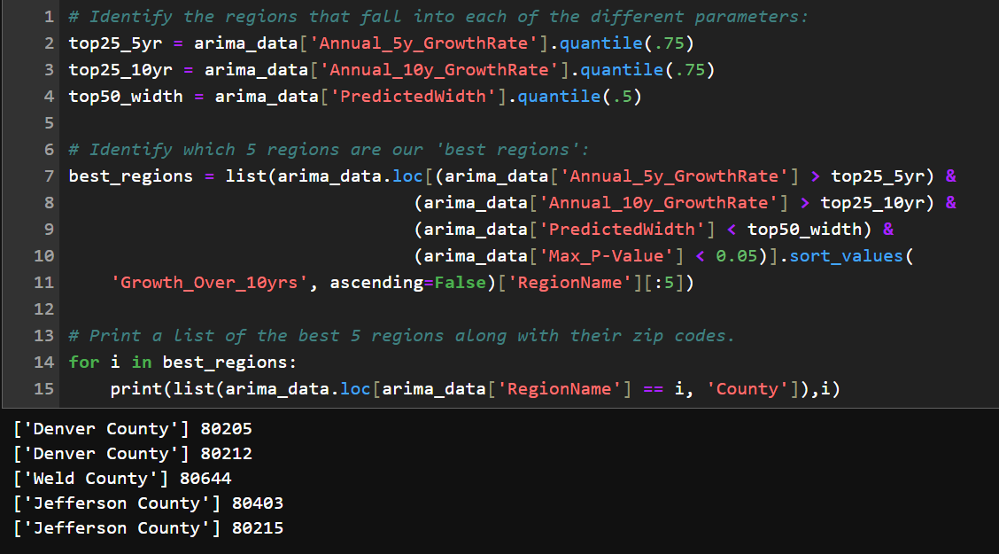 1 # Identify the regions that fall into each of the different parameters:
2 top25_5yr = arima_data['Annual_5y_GrowthRate'].quantile(.75)
3 top25_10yr = arima_data['Annual_10y_GrowthRate'].quantile(.75)
4 top50_width = arima_data['PredictedWidth'].quantile(.5)
5
6 # Identify which 5 regions are our 'best regions':
7 best_regions = list(arima_data.loc[(arima_data['Annual_5y_GrowthRate'] > top25_5yr) &
8                                  (arima_data['Annual_10y_GrowthRate'] > top25_10yr) &
9                                  (arima_data['PredictedWidth'] < top50_width) &
10                                  (arima_data['Max_P-Value'] < 0.05)].sort_values(
11     'Growth_Over_10yrs', ascending=False)['RegionName'][:5])
12
13 # Print a list of the best 5 regions along with their zip codes.
14 for i in best_regions:
15     print(list(arima_data.loc[arima_data['RegionName'] == i, 'County']),i)
['Denver County'] 80205
['Denver County'] 80212
['Weld County'] 80644
['Jefferson County'] 80403
['Jefferson County'] 80215